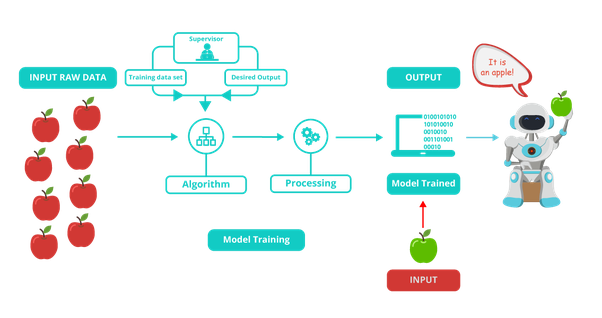 Supervisor
INPUT RAW DATA
Training data set
Desired Output
OUTPUT
It is
an apple!
0100101010
101010010
0010010
001101001
00010
Algorithm
Processing
Model Trained
Model Training
INPUT